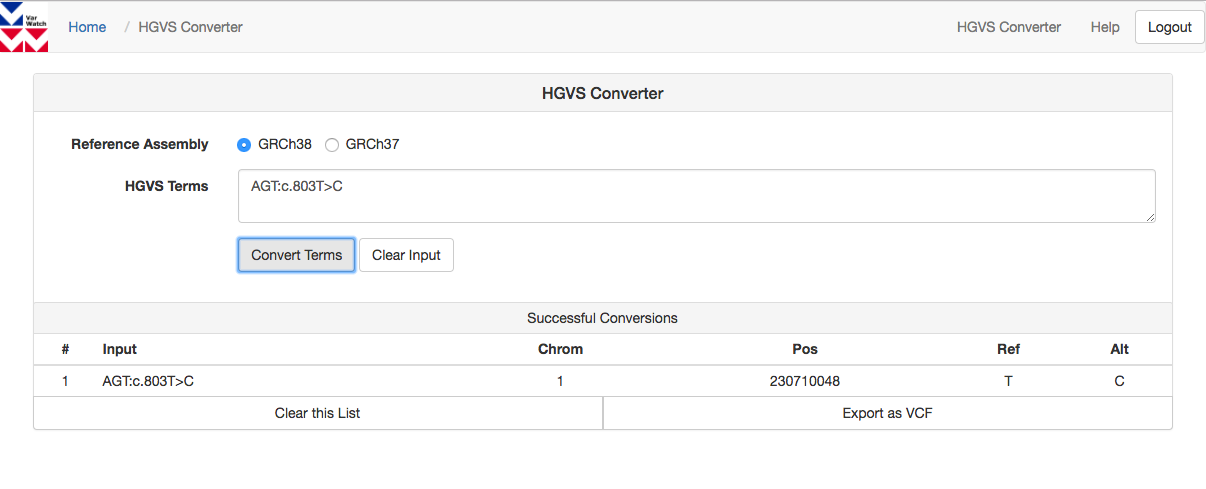 Var
Watch
Home / HGVS Converter HGVS Converter Help Logout
HGVS Converter
Reference Assembly GRCh38 GRCh37
HGVS Terms AGT:c.803T>C
Convert Terms Clear Input
Successful Conversions
# Input Chrom Pos Ref Alt
1 AGT:c.803T>C 1 230710048 T C
Clear this List Export as VCF